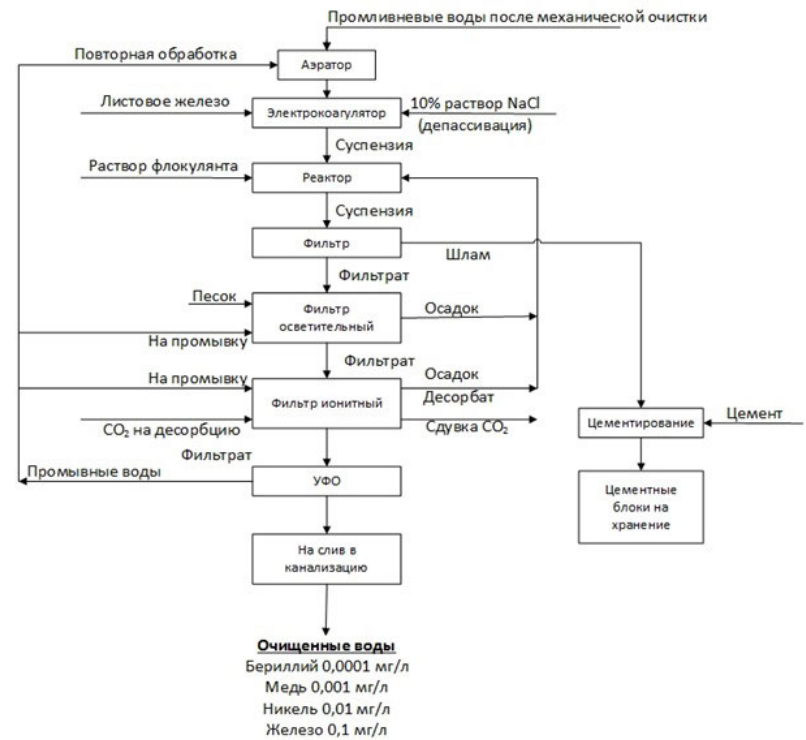 Промливневые воды после механической очистки
Повторная обработка
Аэратор
Листовое железо
Электрокоагулятор
10% раствор NaCl
(депассивация)
Суспензия
Раствор флокулянта
Реактор
Суспензия
Фильтр
Шлам
Фильтрат
Песок
Фильтр
осветительный
Осадок
На промывку
Фильтрат
На промывку
Осадок
Фильтр ионитный
Десорбат
CO₂ на десорбцию
Сдувка CO₂
Цементирование
Цемент
Фильтрат
Промывные воды
УФО
Цементные
блоки на
хранение
На слив в
канализацию
Очищенные воды
Бериллий 0,0001 мг/л
Медь 0,001 мг/л
Никель 0,01 мг/л
Железо 0,1 мг/л